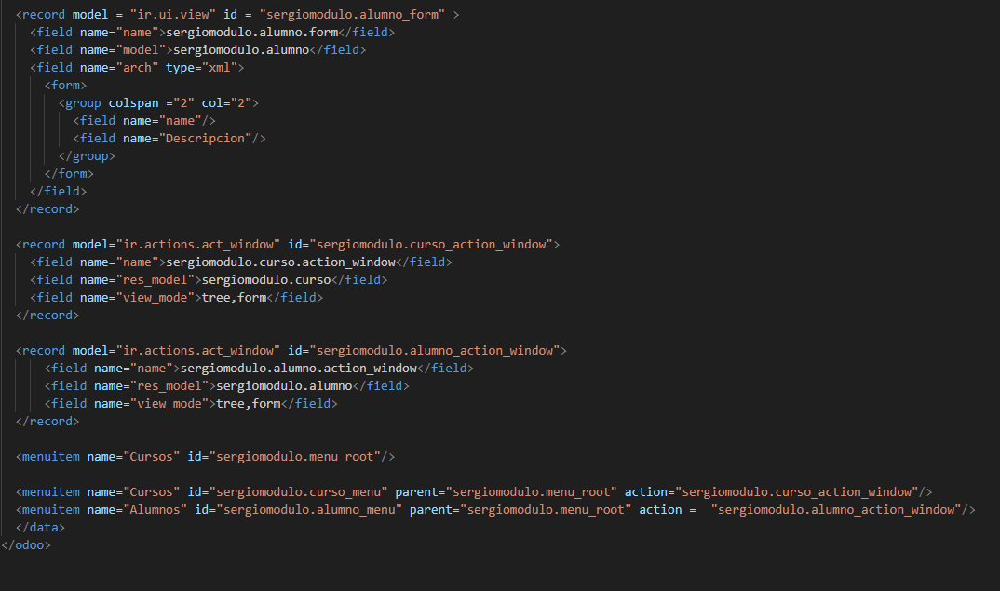 <record model = "ir.ui.view" id = "sergiomodulo.alumno_form" >
<field name="name">sergiomodulo.alumno.form</field>
<field name="model">sergiomodulo.alumno</field>
<field name="arch" type="xml">
<form>
<group colspan ="2" col="2">
<field name="name"/>
<field name="Descripcion"/>
</group>
</form>
</field>
</record>
<record model="ir.actions.act_window" id="sergiomodulo.curso_action_window">
<field name="name">sergiomodulo.curso.action_window</field>
<field name="res_model">sergiomodulo.curso</field>
<field name="view_mode">tree,form</field>
</record>
<record model="ir.actions.act_window" id="sergiomodulo.alumno_action_window">
<field name="name">sergiomodulo.alumno.action_window</field>
<field name="res_model">sergiomodulo.alumno</field>
<field name="view_mode">tree,form</field>
</record>
<menuitem name="Cursos" id="sergiomodulo.menu_root"/>
<menuitem name="Cursos" id="sergiomodulo.curso_menu" parent="sergiomodulo.menu_root" action="sergiomodulo.curso_action_window"/>
<menuitem name="Alumnos" id="sergiomodulo.alumno_menu" parent="sergiomodulo.menu_root" action =  "sergiomodulo.alumno_action_window"/>
</data>
</odoo>